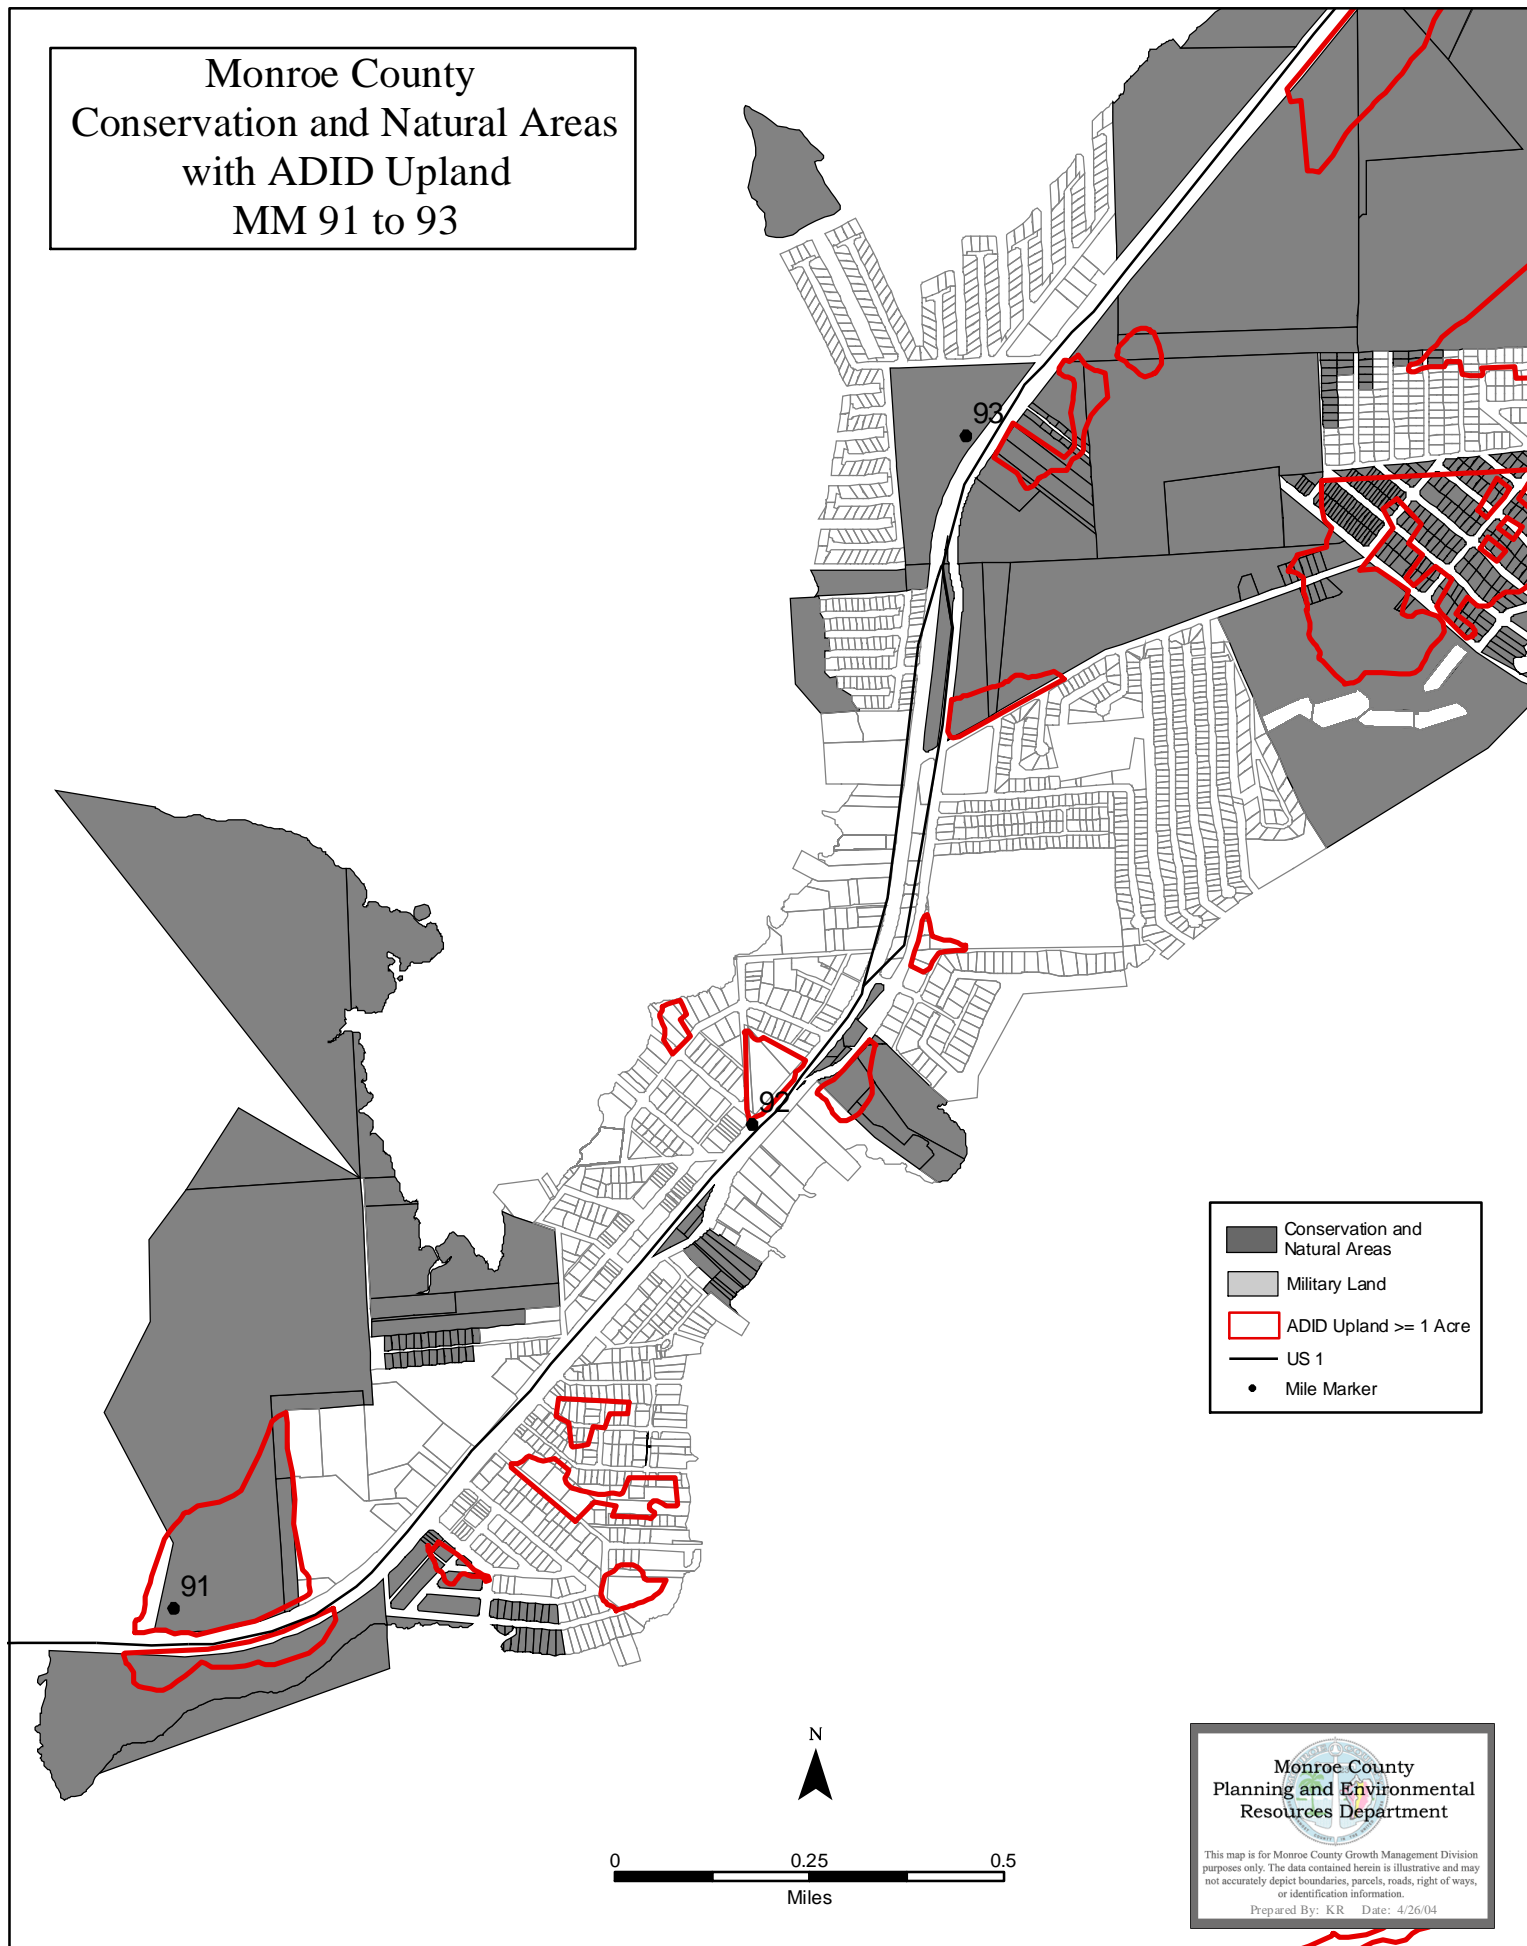 Monroe County
Conservation and Natural Areas
with ADID Upland
MM 91 to 93
93
92
91
Conservation and
Natural Areas
Military Land
ADID Upland >= 1 Acre
US 1
Mile Marker
N
0 0.25 0.5
Miles
Monroe County
Planning and Environmental
Resources Department
This map is for Monroe County Growth Management Division
purposes only. The data contained herein is illustrative and may
not accurately depict boundaries, parcels, roads, right of ways,
or identification information.
Prepared By: KR Date: 4/26/04